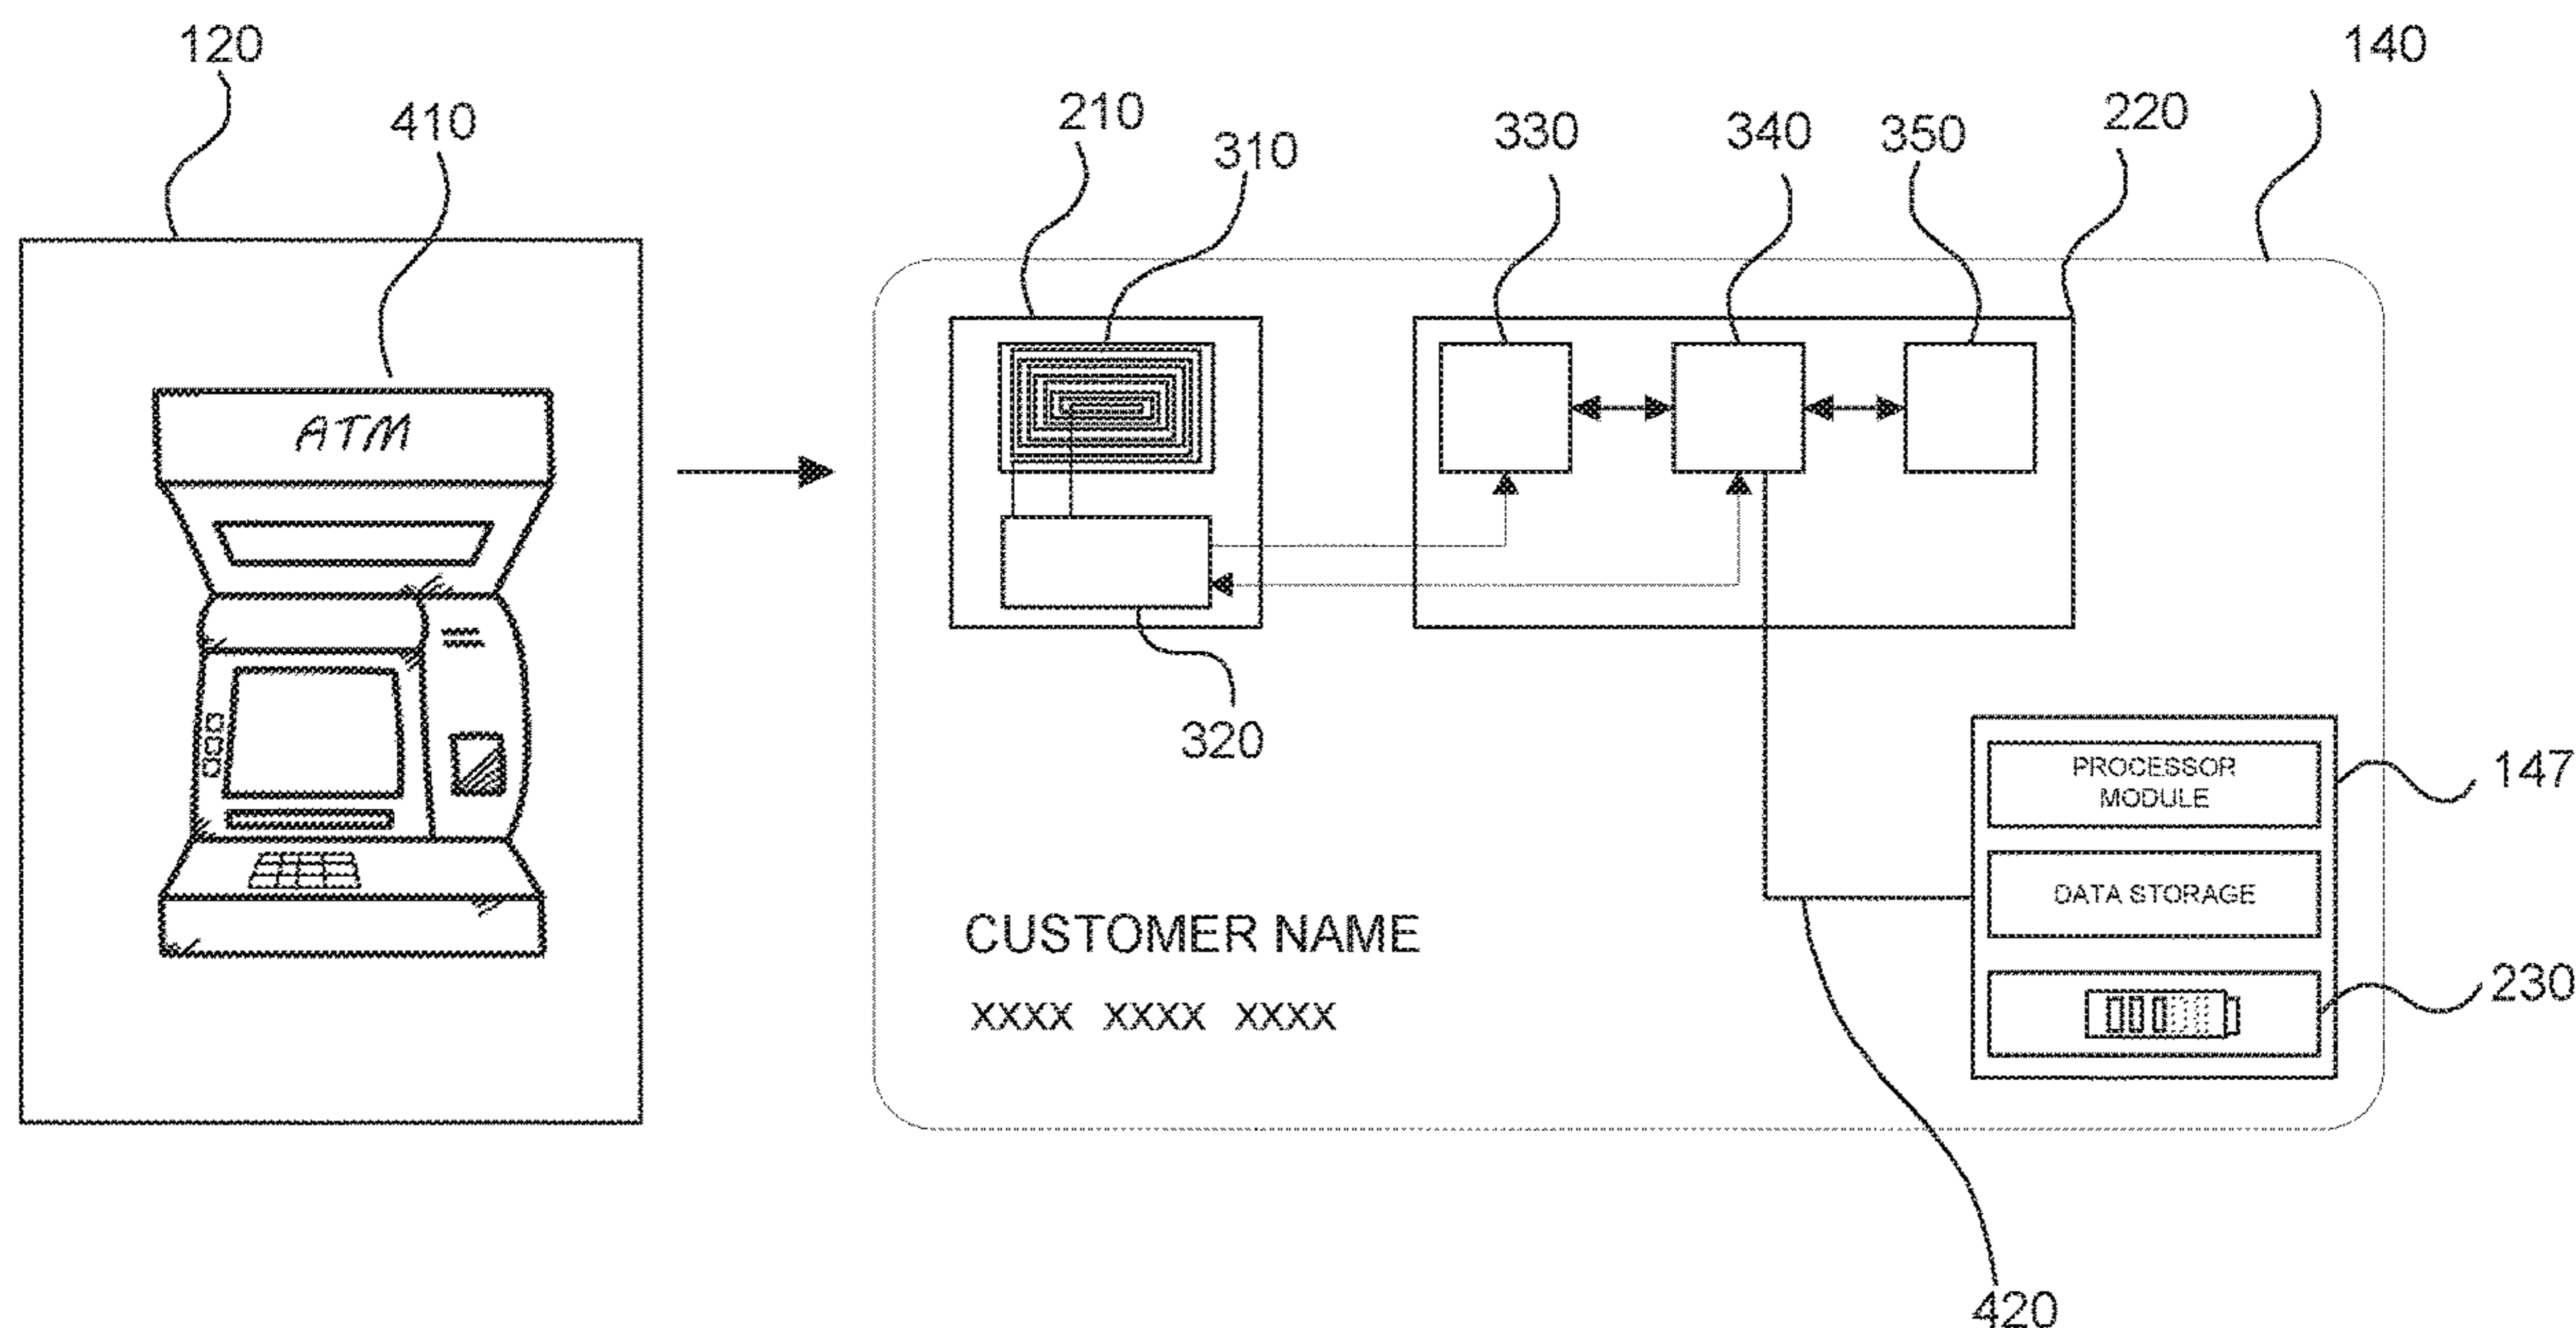 120
140
410
210
310
330
340
350
220
ATM
320
PROCESSOR
MODULE
147
DATA STORAGE
CUSTOMER NAME
230
XXXX XXXX XXXX
420